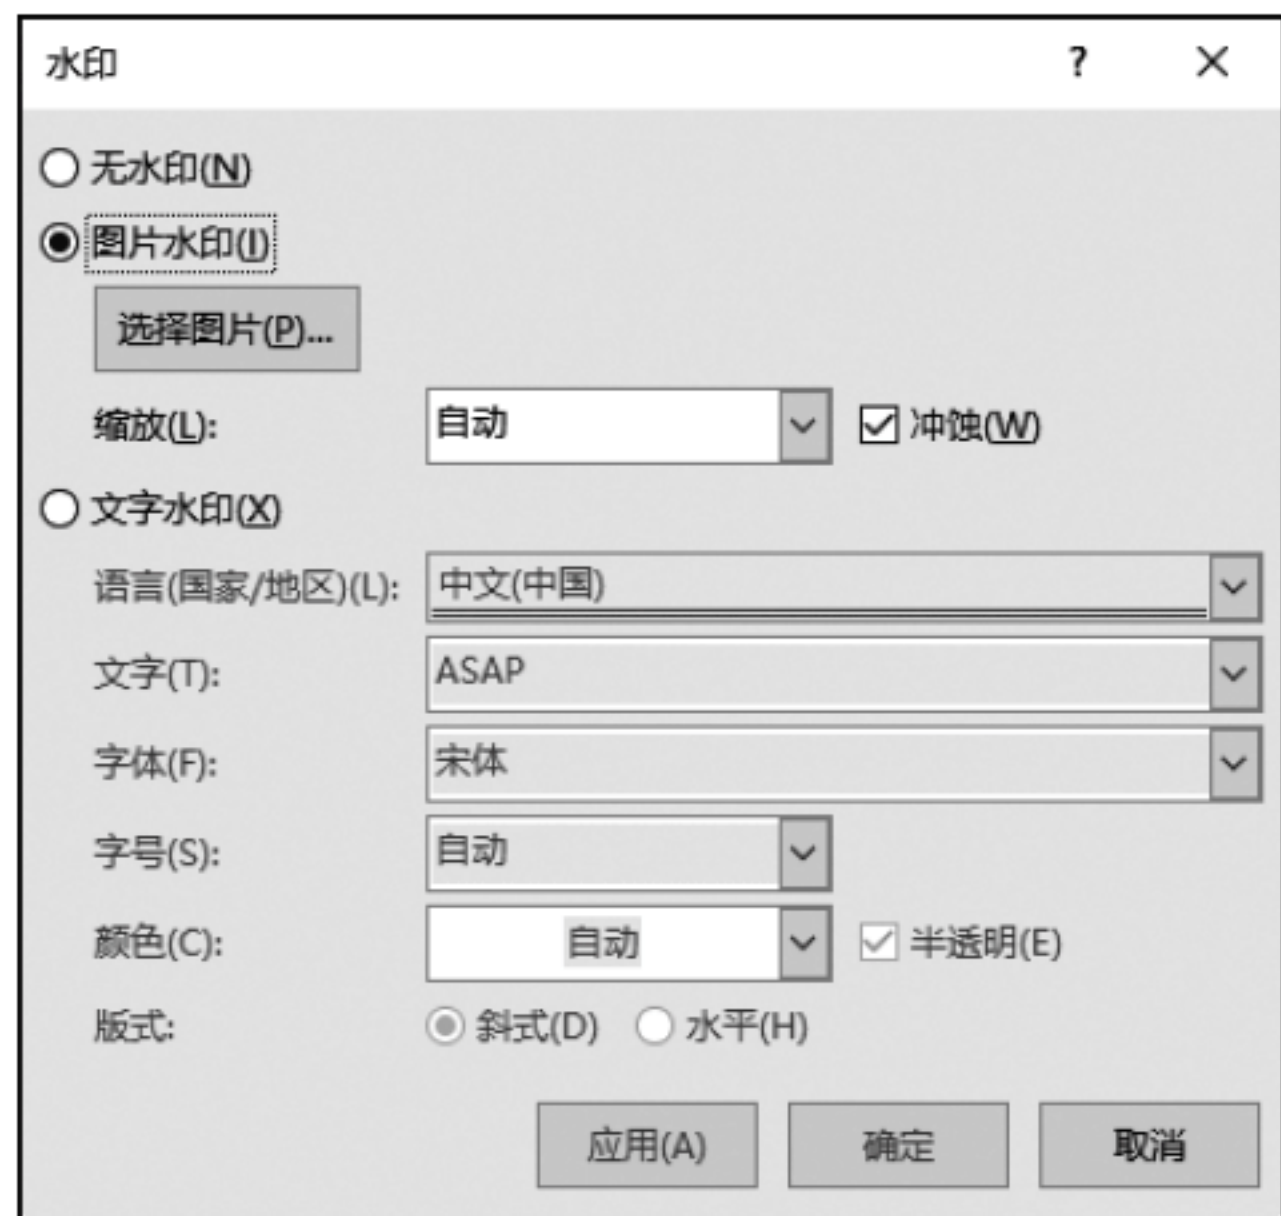 水印 ?
无水印(N)
图片水印(I)
选择图片(P)...
缩放(L): 自动 冲蚀(W)
文字水印(X)
语言(国家/地区)(L): 中文(中国)
文字(T): ASAP
字体(F): 宋体
字号(S): 自动
颜色(C): 自动 半透明(E)
版式: 斜式(D) 水平(H)
应用(A) 确定 取消